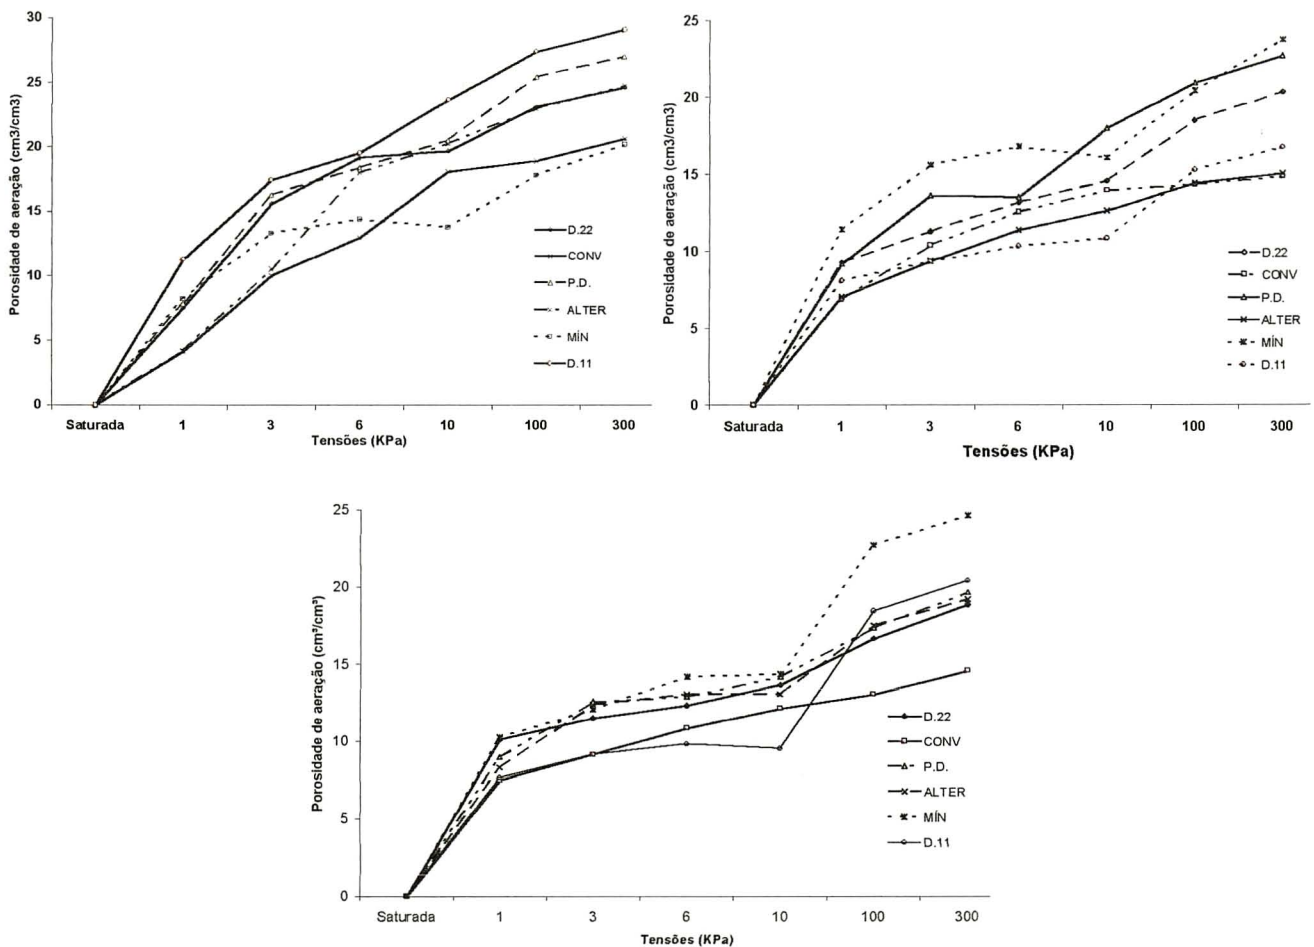 Porosidade de aeração (cm3/cm3)
30
25
20
15
10
5
0
Saturada 1 3 6 10 100 300
Tensões (KPa)
D.22
CONV
P.D.
ALTER
MÍN
D.11
Porosidade de aeração (cm3/cm3)
25
20
15
10
5
0
Saturada 1 3 6 10 100 300
Tensões (KPa)
D.22
CONV
P.D.
ALTER
MÍN
D.11
Porosidade de aeração (cm³/cm³)
25
20
15
10
5
0
Saturada 1 3 6 10 100 300
Tensões (KPa)
D.22
CONV
P.D.
ALTER
MÍN
D.11